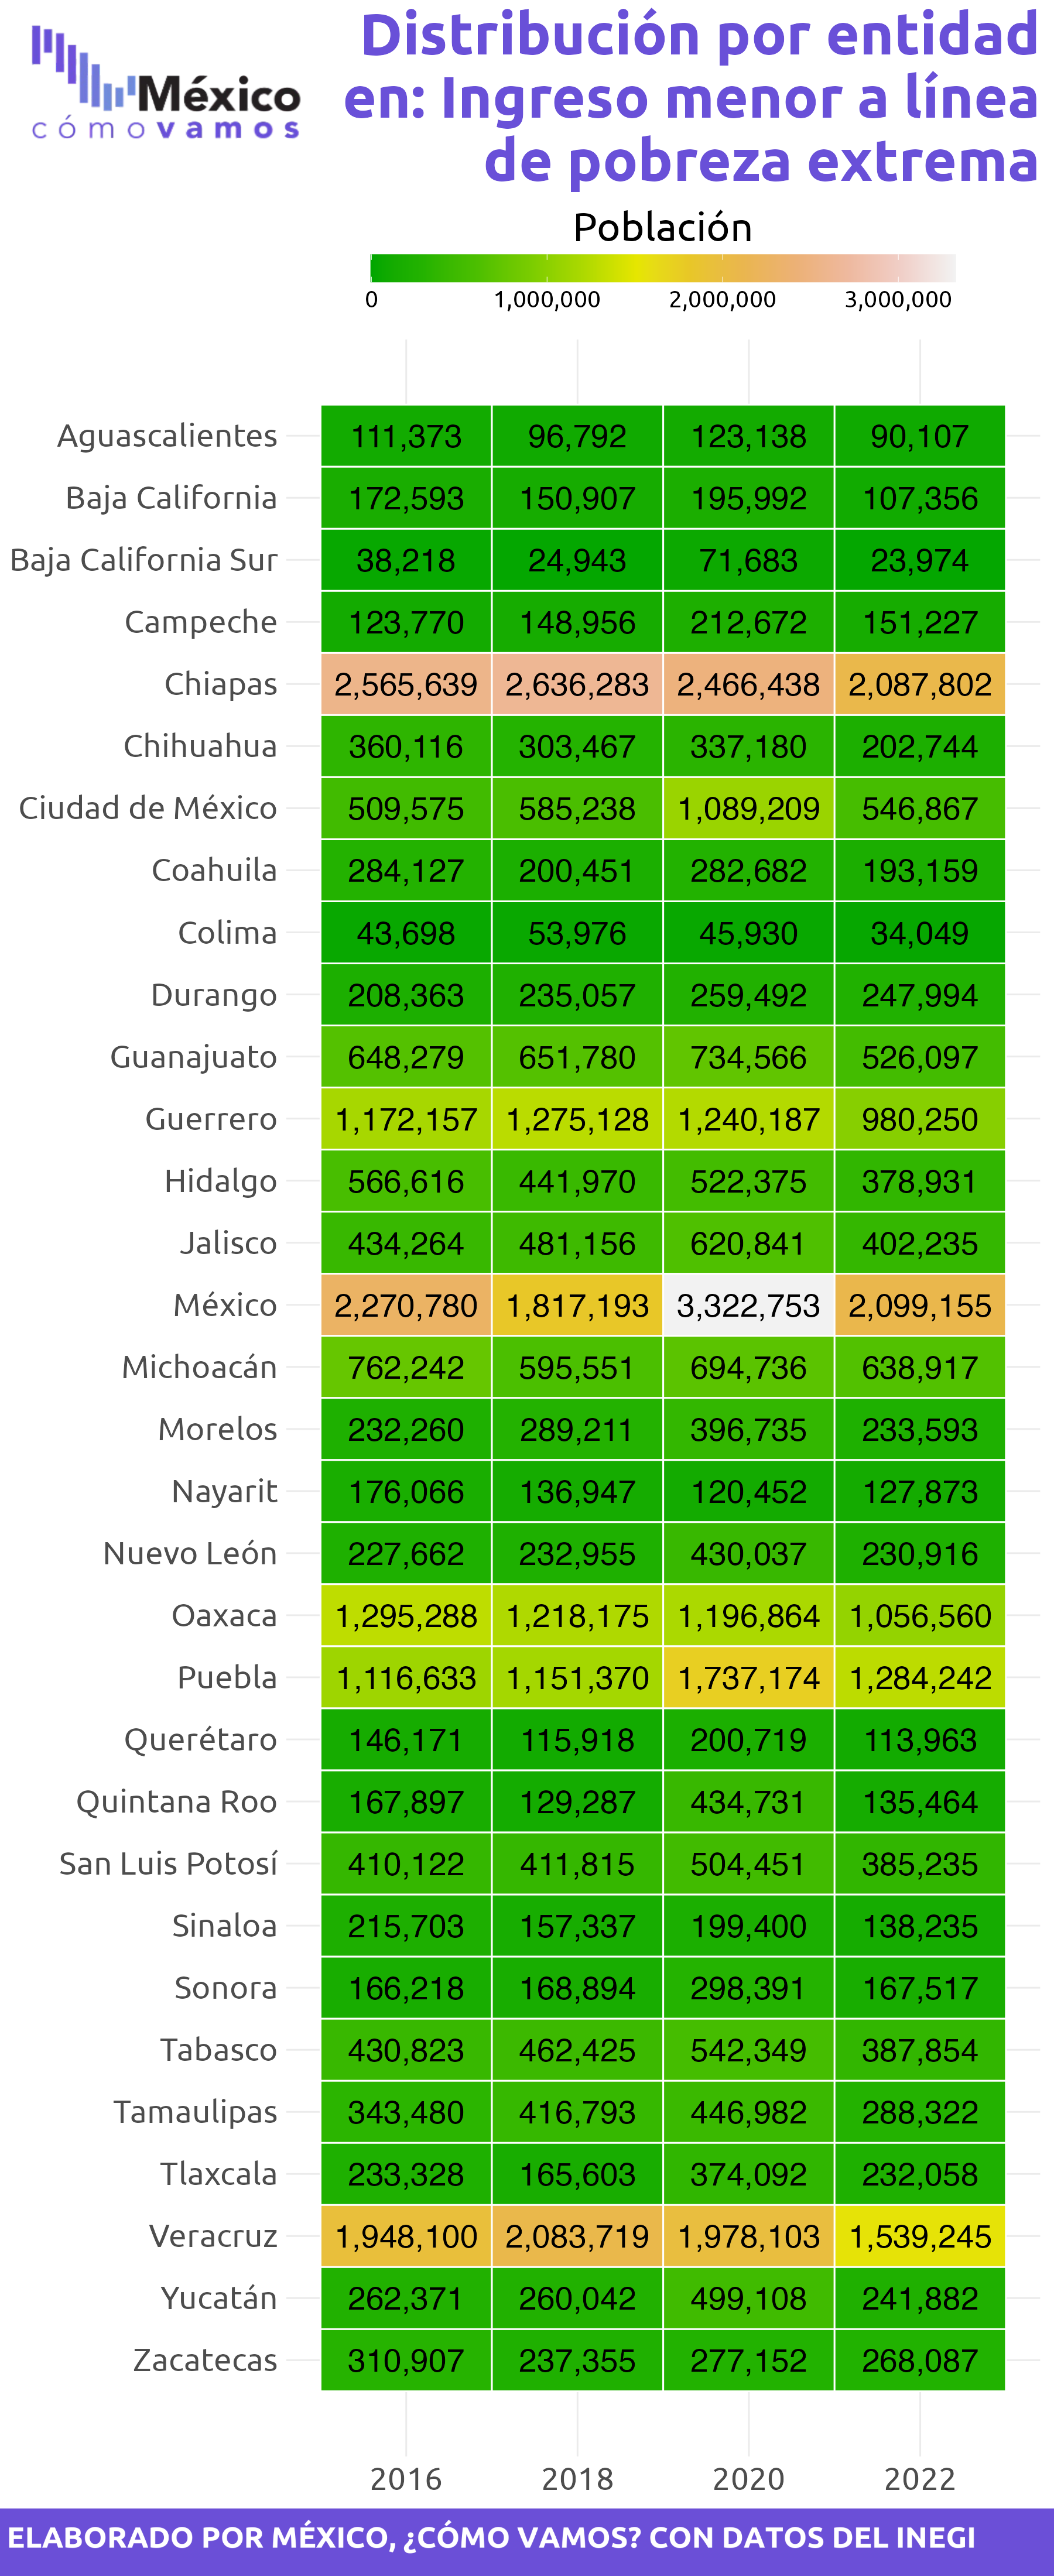 México
cómovamos
Distribución por entidad
en: Ingreso menor a línea
de pobreza extrema
Población
0 1,000,000 2,000,000 3,000,000
Aguascalientes 111,373 96,792 123,138 90,107
Baja California 172,593 150,907 195,992 107,356
Baja California Sur 38,218 24,943 71,683 23,974
Campeche 123,770 148,956 212,672 151,227
Chiapas 2,565,639 2,636,283 2,466,438 2,087,802
Chihuahua 360,116 303,467 337,180 202,744
Ciudad de México 509,575 585,238 1,089,209 546,867
Coahuila 284,127 200,451 282,682 193,159
Colima 43,698 53,976 45,930 34,049
Durango 208,363 235,057 259,492 247,994
Guanajuato 648,279 651,780 734,566 526,097
Guerrero 1,172,157 1,275,128 1,240,187 980,250
Hidalgo 566,616 441,970 522,375 378,931
Jalisco 434,264 481,156 620,841 402,235
México 2,270,780 1,817,193 3,322,753 2,099,155
Michoacán 762,242 595,551 694,736 638,917
Morelos 232,260 289,211 396,735 233,593
Nayarit 176,066 136,947 120,452 127,873
Nuevo León 227,662 232,955 430,037 230,916
Oaxaca 1,295,288 1,218,175 1,196,864 1,056,560
Puebla 1,116,633 1,151,370 1,737,174 1,284,242
Querétaro 146,171 115,918 200,719 113,963
Quintana Roo 167,897 129,287 434,731 135,464
San Luis Potosí 410,122 411,815 504,451 385,235
Sinaloa 215,703 157,337 199,400 138,235
Sonora 166,218 168,894 298,391 167,517
Tabasco 430,823 462,425 542,349 387,854
Tamaulipas 343,480 416,793 446,982 288,322
Tlaxcala 233,328 165,603 374,092 232,058
Veracruz 1,948,100 2,083,719 1,978,103 1,539,245
Yucatán 262,371 260,042 499,108 241,882
Zacatecas 310,907 237,355 277,152 268,087
2016 2018 2020 2022
ELABORADO POR MÉXICO, ¿CÓMO VAMOS? CON DATOS DEL INEGI